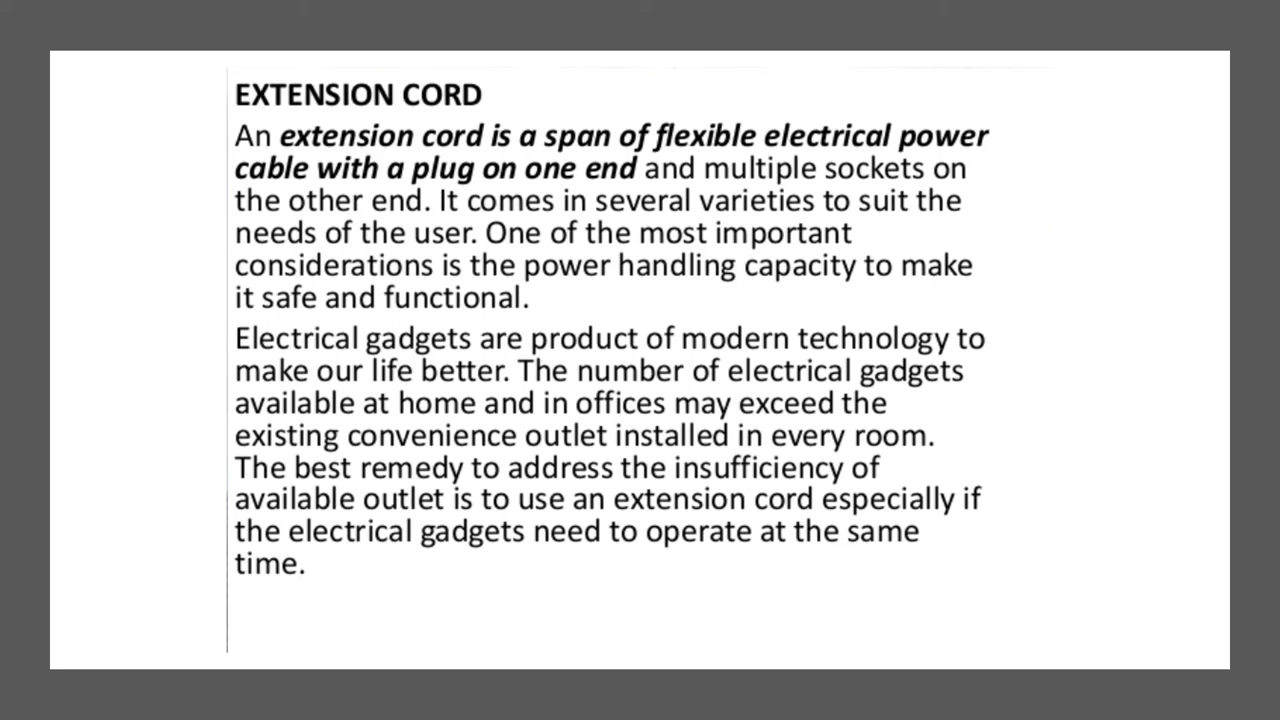 EXTENSION CORD
An extension cord is a span of flexible electrical power
cable with a plug on one end and multiple sockets on
the other end. It comes in several varieties to suit the
needs of the user. One of the most important
considerations is the power handling capacity to make
it safe and functional.
Electrical gadgets are product of modern technology to
make our life better. The number of electrical gadgets
available at home and in offices may exceed the
existing convenience outlet installed in every room.
The best remedy to address the insufficiency of
available outlet is to use an extension cord especially if
the electrical gadgets need to operate at the same
time.